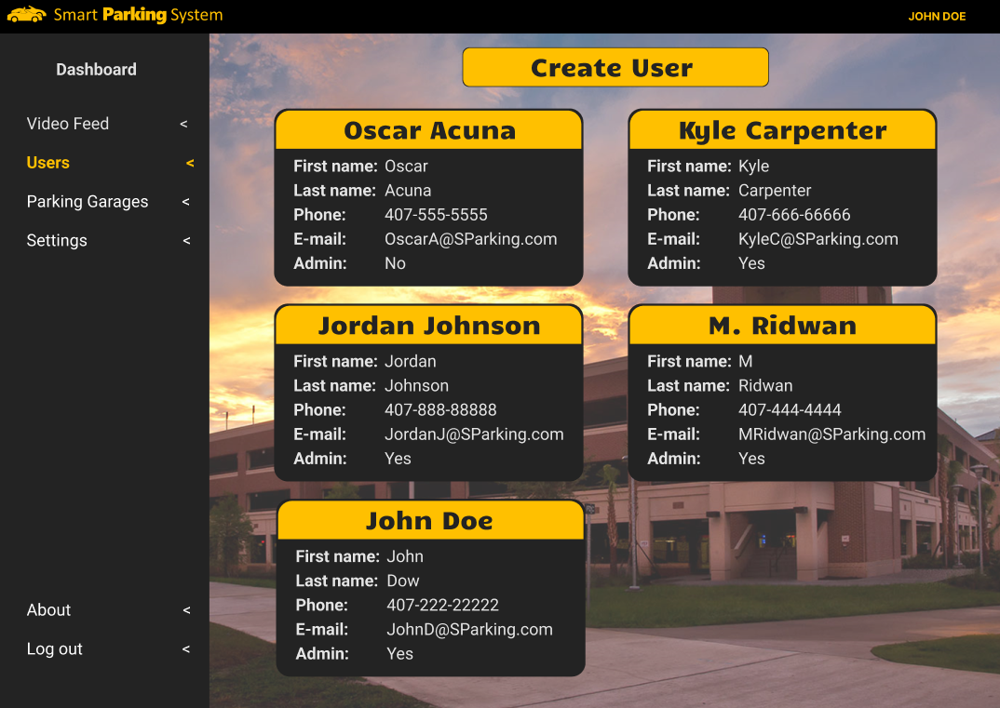 Smart Parking System
JOHN DOE
Dashboard
Video Feed <
Users <
Parking Garages <
Settings <
About <
Log out <
Create User
Oscar Acuna
First name: Oscar
Last name: Acuna
Phone: 407-555-5555
E-mail: OscarA@SParking.com
Admin: No
Kyle Carpenter
First name: Kyle
Last name: Carpenter
Phone: 407-666-66666
E-mail: KyleC@SParking.com
Admin: Yes
Jordan Johnson
First name: Jordan
Last name: Johnson
Phone: 407-888-88888
E-mail: JordanJ@SParking.com
Admin: Yes
M. Ridwan
First name: M
Last name: Ridwan
Phone: 407-444-4444
E-mail: MRidwan@SParking.com
Admin: Yes
John Doe
First name: John
Last name: Dow
Phone: 407-222-22222
E-mail: JohnD@SParking.com
Admin: Yes